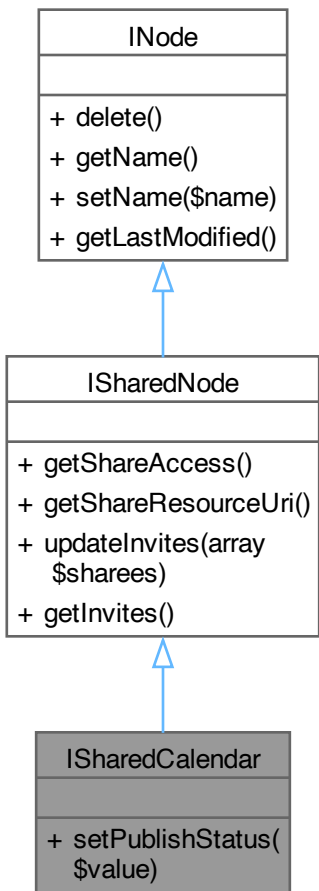 INode
+ delete()
+ getName()
+ setName($name)
+ getLastModified()
ISharedNode
+ getShareAccess()
+ getShareResourceUri()
+ updateInvites(array
$sharees)
+ getInvites()
ISharedCalendar
+ setPublishStatus(
$value)